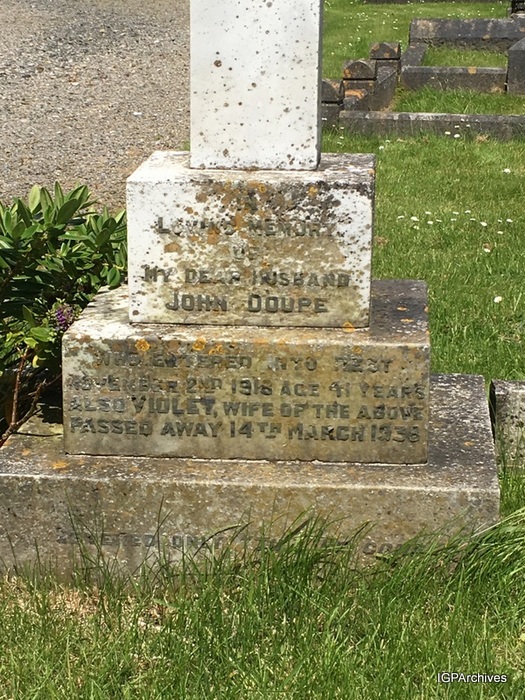 LOVING MEMORY
OF
MY DEAR HUSBAND
JOHN DOUPE
WHO ENTERED INTO REST
NOVEMBER 2ND 1918 AGE 41 YEARS
ALSO VIOLET, WIFE OF THE ABOVE
PASSED AWAY 14TH MARCH 1936
IGPArchives